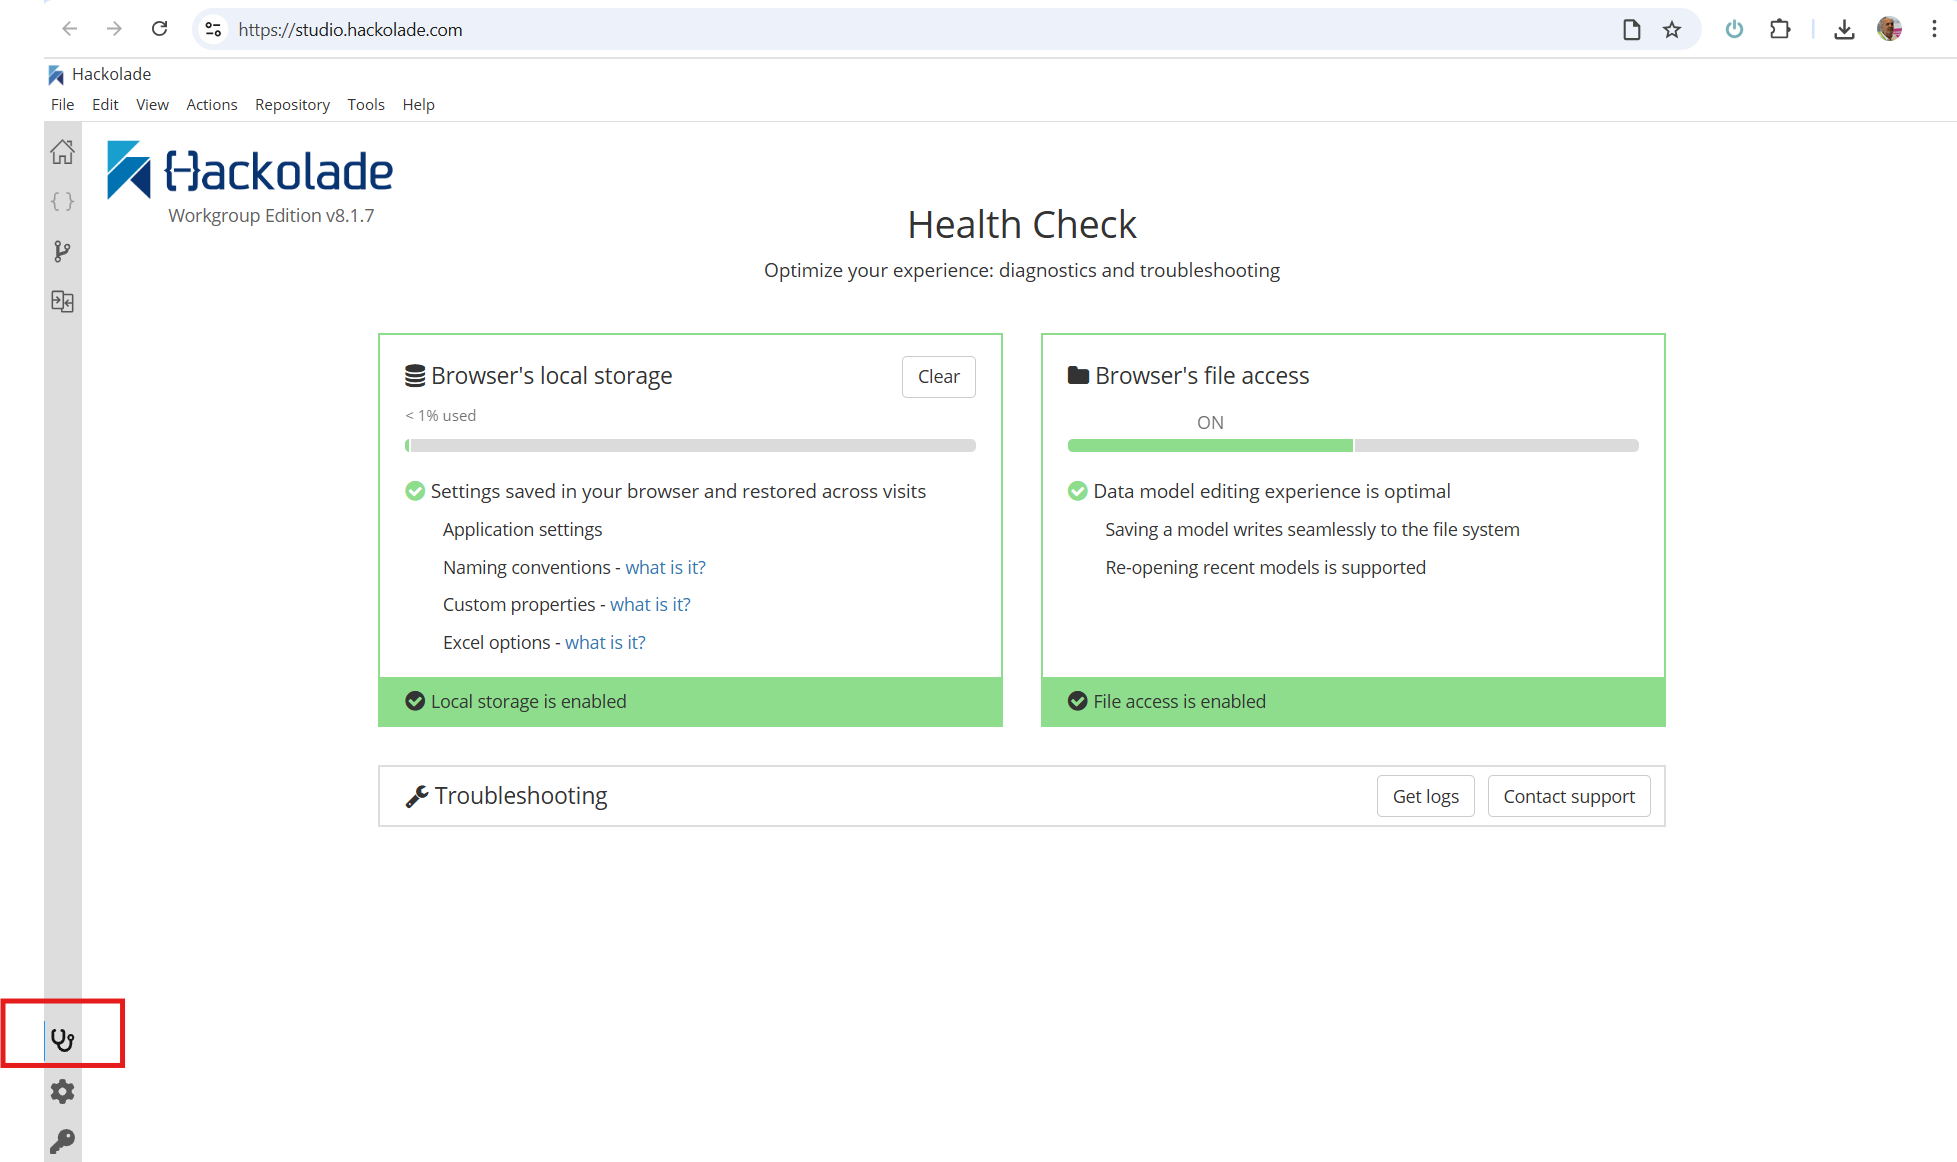 https://studio.hackolade.com
Hackolade
File Edit View Actions Repository Tools Help
Hackolade
Workgroup Edition v8.1.7
Health Check
Optimize your experience: diagnostics and troubleshooting
Browser's local storage
Clear
< 1% used
Settings saved in your browser and restored across visits
Application settings
Naming conventions - what is it?
Custom properties - what is it?
Excel options - what is it?
Local storage is enabled
Browser's file access
ON
Data model editing experience is optimal
Saving a model writes seamlessly to the file system
Re-opening recent models is supported
File access is enabled
Troubleshooting
Get logs
Contact support